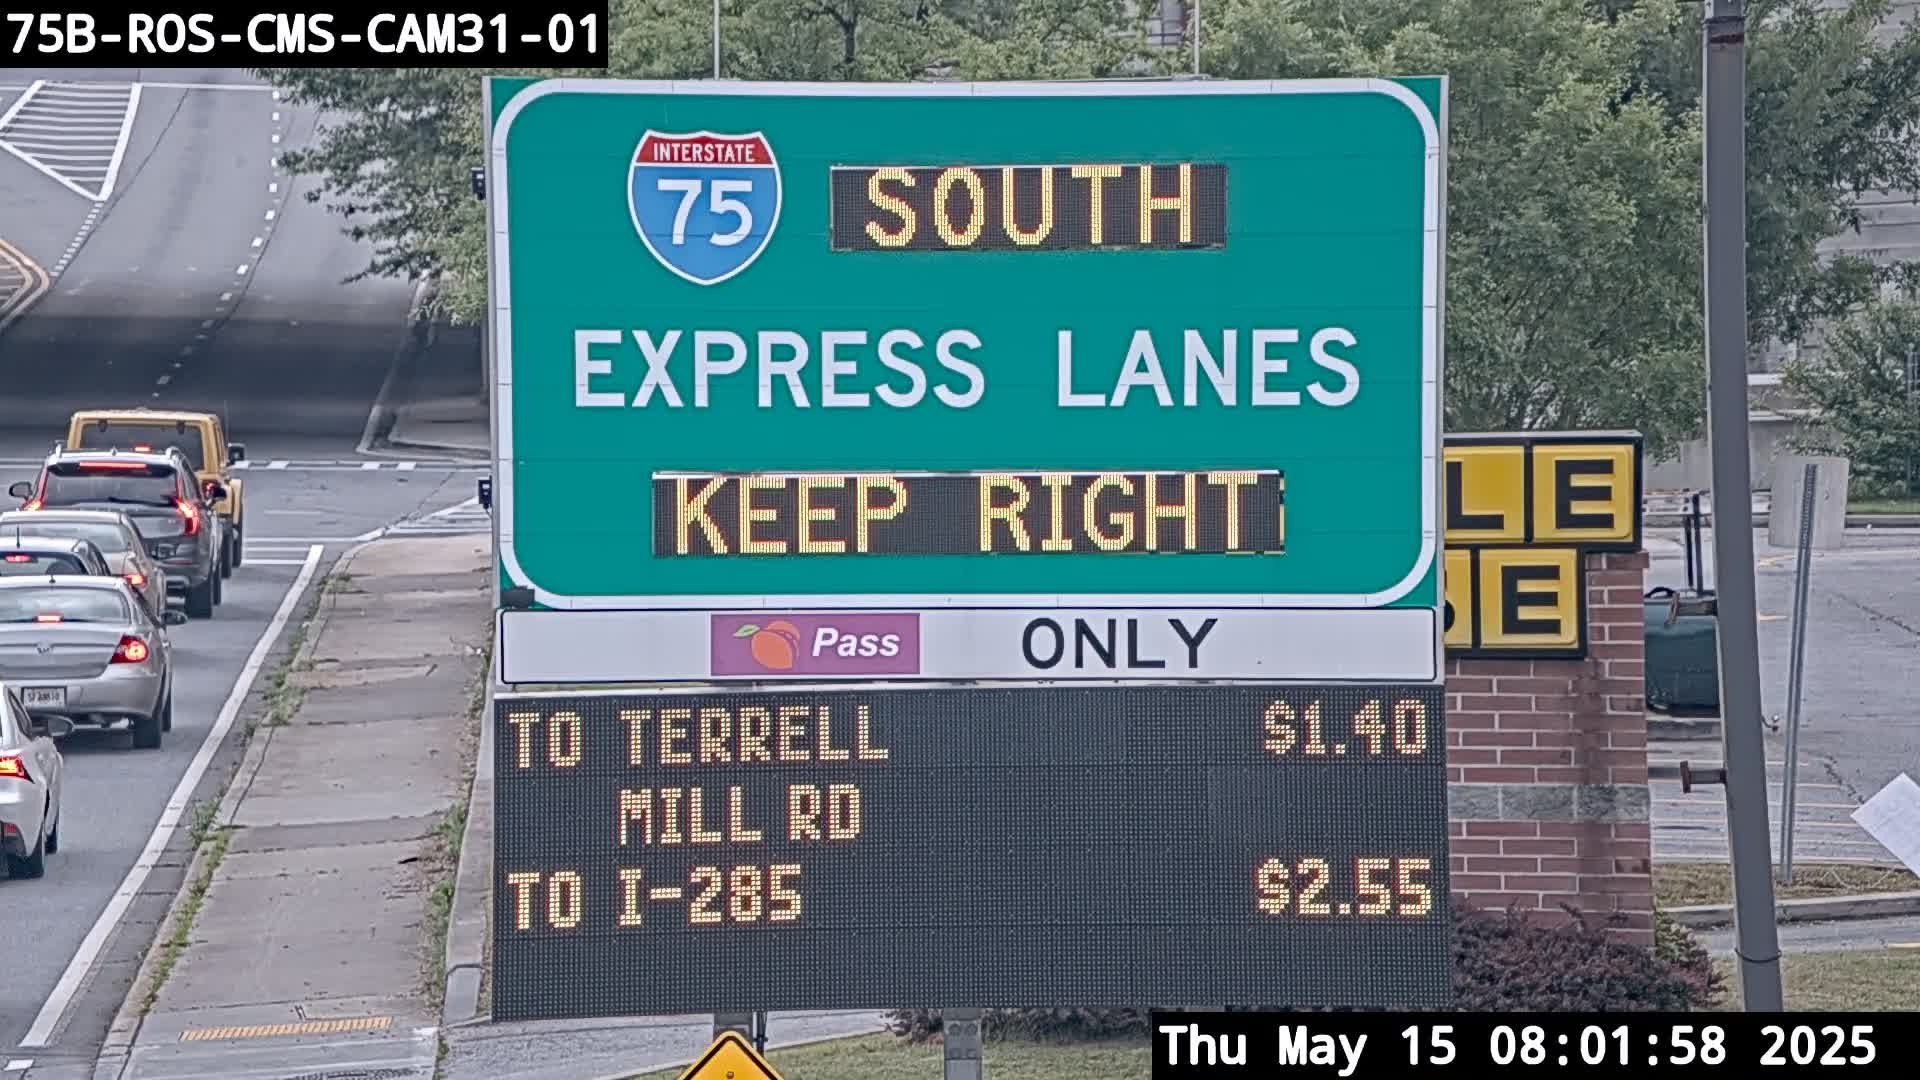 75B-ROS-CMS-CAM31-01
INTERSTATE
75
SOUTH
EXPRESS LANES
KEEP RIGHT
Pass ONLY
LE
E
TO TERRELL $1.40
MILL RD
TO I-285 $2.55
Thu May 15 08:01:58 2025